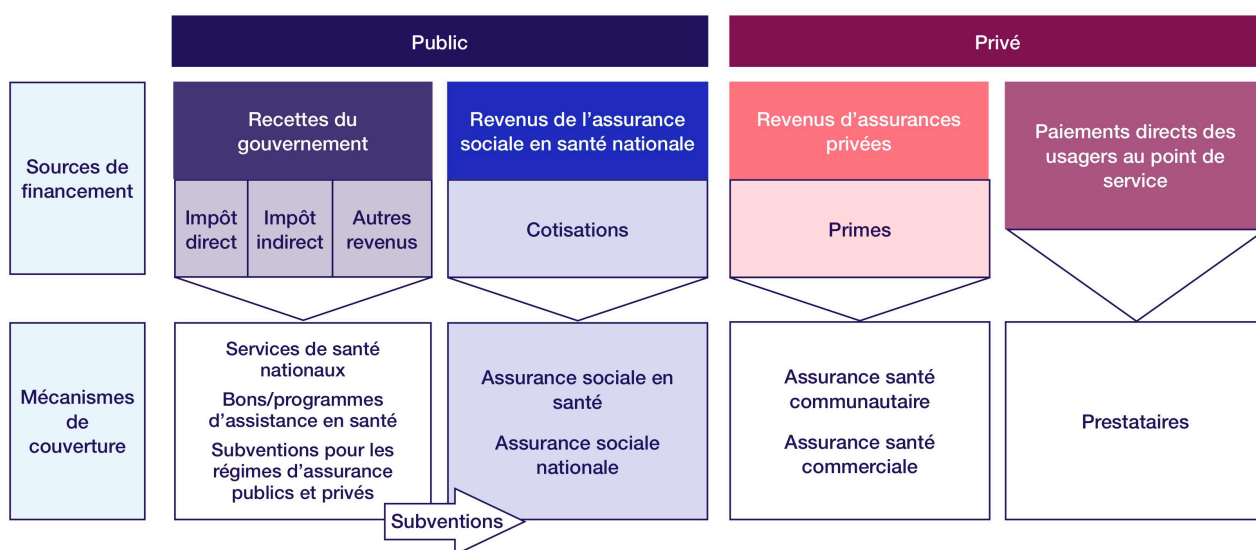 Public
Privé
Sources de
financement
Recettes du
gouvernement
Impôt
direct
Impôt
indirect
Autres
revenus
Revenus de l’assurance
sociale en santé nationale
Cotisations
Revenus d’assurances
privées
Primes
Paiements directs des
usagers au point de
service
Mécanismes
de
couverture
Services de santé
nationaux
Bons/programmes
d’assistance en santé
Subventions pour les
régimes d’assurance
publics et privés
Subventions
Assurance sociale en
santé
Assurance sociale
nationale
Assurance santé
communautaire
Assurance santé
commerciale
Prestataires